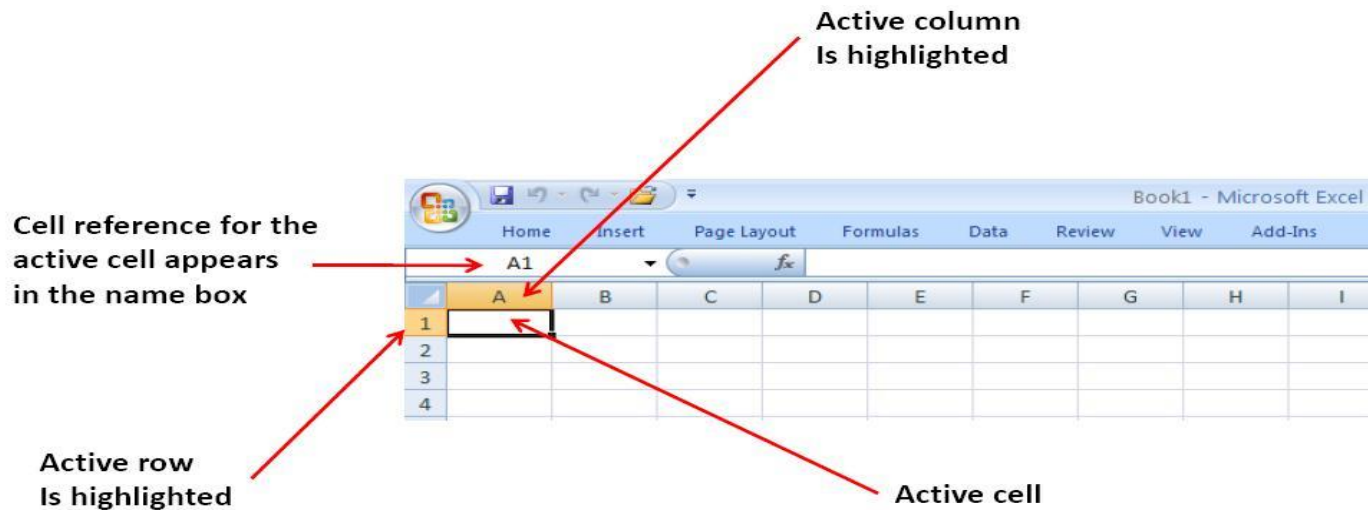 Active column
Is highlighted
Book1 - Microsoft Excel
Home Insert Page Layout Formulas Data Review View Add-Ins
Cell reference for the
active cell appears
in the name box
A1 fx
A B C D E F G H I
1
2
3
4
Active row
Is highlighted
Active cell